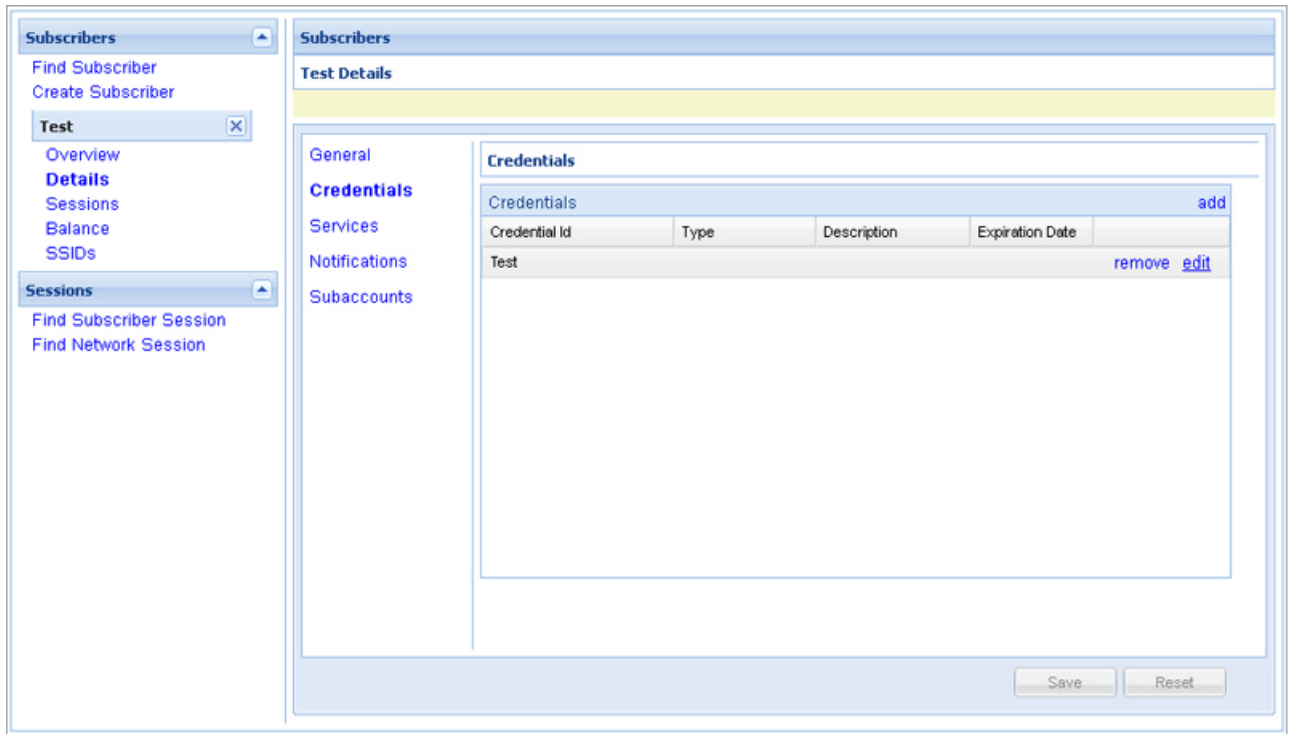 Subscribers
Find Subscriber
Create Subscriber
Test
Overview
Details
Sessions
Balance
SSIDs
Sessions
Find Subscriber Session
Find Network Session
Subscribers
Test Details
General
Credentials
Services
Notifications
Subaccounts
Credentials
Credentials add
Credential Id Type Description Expiration Date
Test remove edit
Save Reset